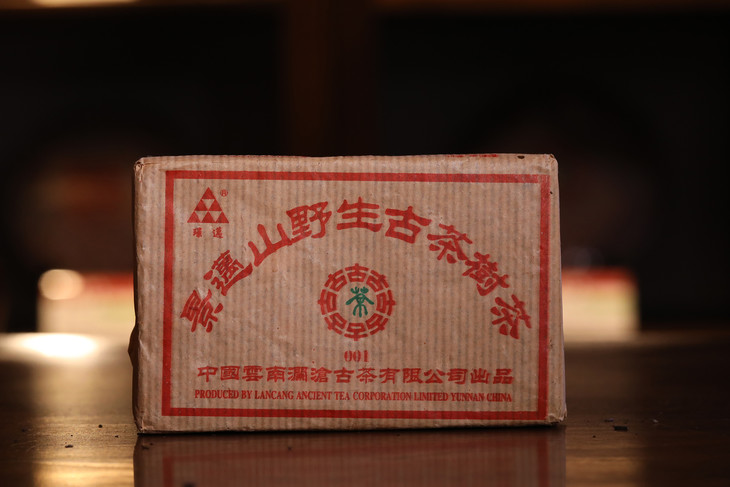 ®
景邁山野生古茶樹茶
茶
001
中國雲南瀾滄古茶有限公司出品
PRODUCED BY LANCANG ANCIENT TEA CORPORATION LIMITED YUNNAN CHINA